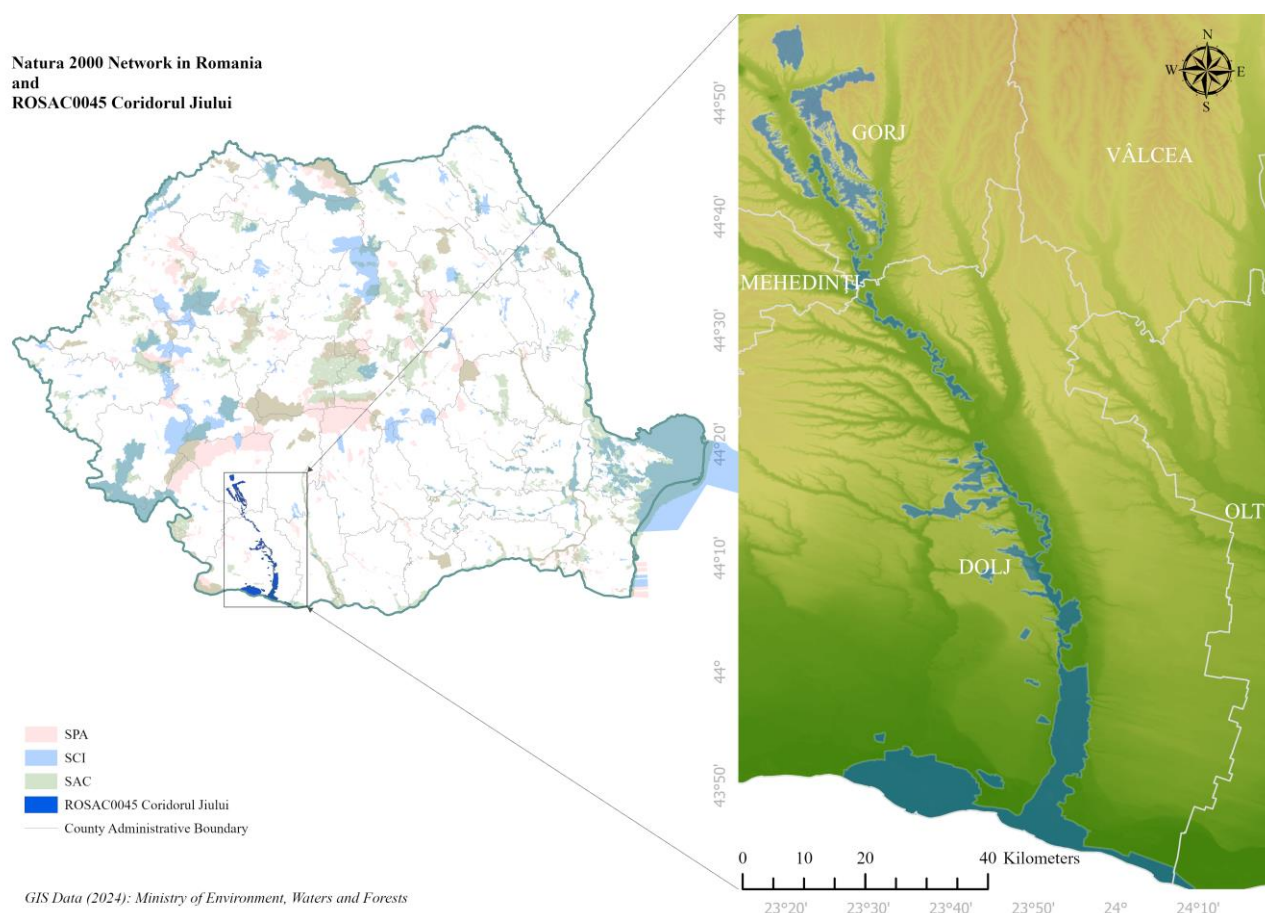 Natura 2000 Network in Romania
and
ROSAC0045 Coridorul Jiului
SPA
SCI
SAC
ROSAC0045 Coridorul Jiului
County Administrative Boundary
GIS Data (2024): Ministry of Environment, Waters and Forests
44°50'
44°40'
44°30'
44°20'
44°10'
44°
43°50'
N
W E
S
GORJ
VÂLCEA
MEHEDINȚI
OLT
DOLJ
0 10 20 40 Kilometers
23°20' 23°30' 23°40' 23°50' 24° 24°10'